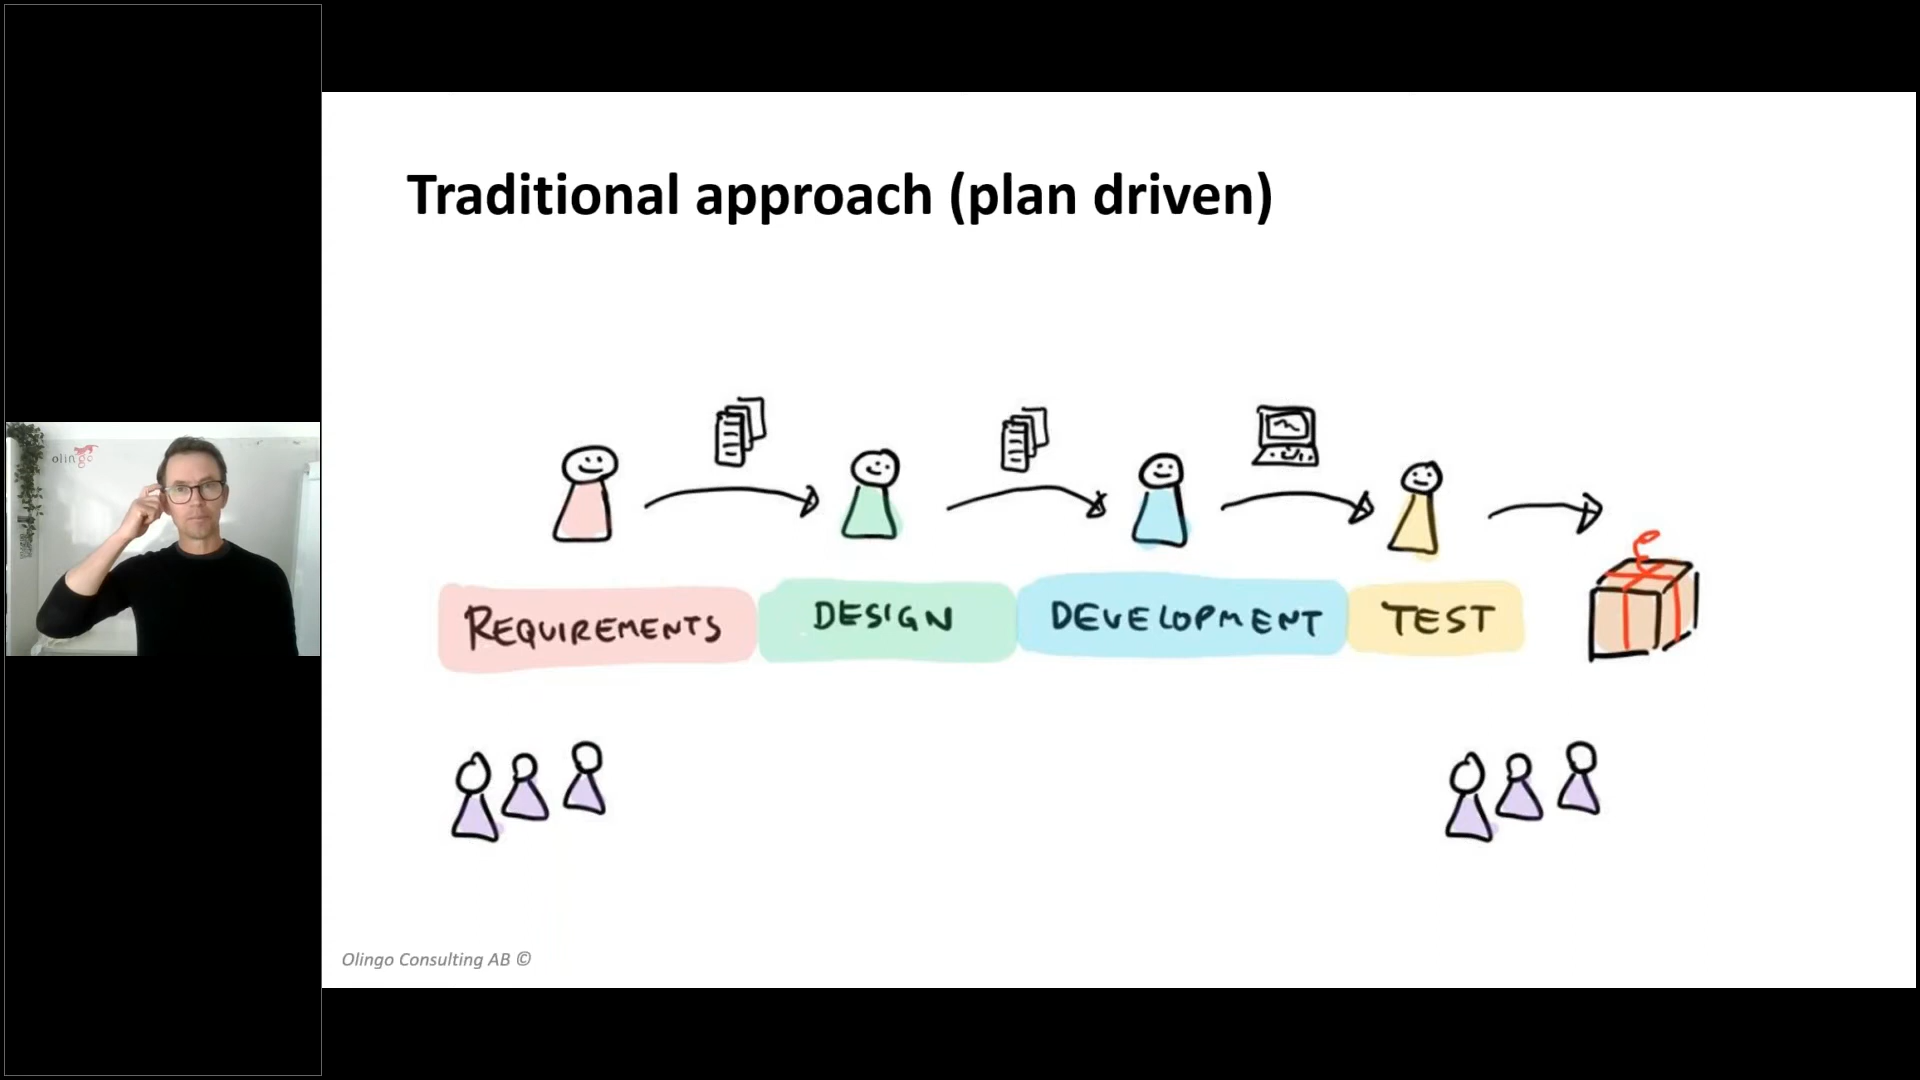 Traditional approach (plan driven)
REQUIREMENTS
DESIGN
DEVELOPMENT
TEST
olingo
Olingo Consulting AB ©